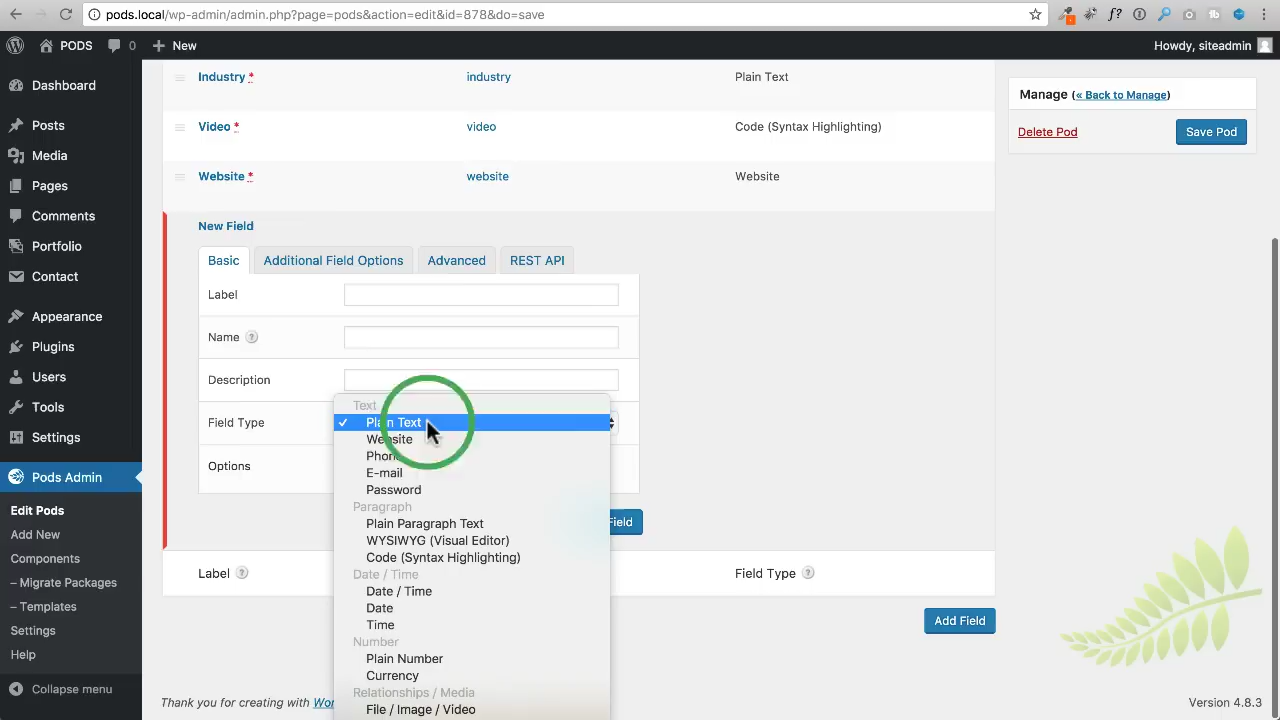 pods.local/wp-admin/admin.php?page=pods&action=edit&id=878&do=save
PODS 0 New Howdy, siteadmin
Dashboard
Posts
Media
Pages
Comments
Portfolio
Contact
Appearance
Plugins
Users
Tools
Settings
Pods Admin
Edit Pods
Add New
Components
– Migrate Packages
– Templates
Settings
Help
Collapse menu
Industry * industry Plain Text
Video * video Code (Syntax Highlighting)
Website * website Website
New Field
Basic Additional Field Options Advanced REST API
Label
Name ?
Description
Field Type
Options
Text
Plain Text
Website
Phone
E-mail
Password
Paragraph
Plain Paragraph Text
WYSIWYG (Visual Editor)
Code (Syntax Highlighting)
Date / Time
Date / Time
Date
Time
Number
Plain Number
Currency
Relationships / Media
File / Image / Video
Field
Label ? Field Type ?
Add Field
Manage (« Back to Manage)
Delete Pod Save Pod
Thank you for creating with Wor
Version 4.8.3